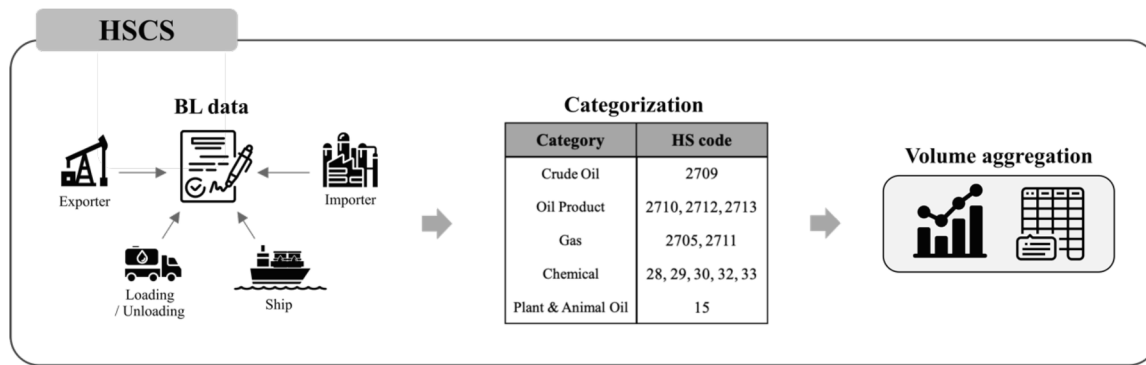 HSCS
BL data
Exporter
Importer
Loading
/ Unloading
Ship
Categorization
Category HS code
Crude Oil 2709
Oil Product 2710, 2712, 2713
Gas 2705, 2711
Chemical 28, 29, 30, 32, 33
Plant & Animal Oil 15
Volume aggregation